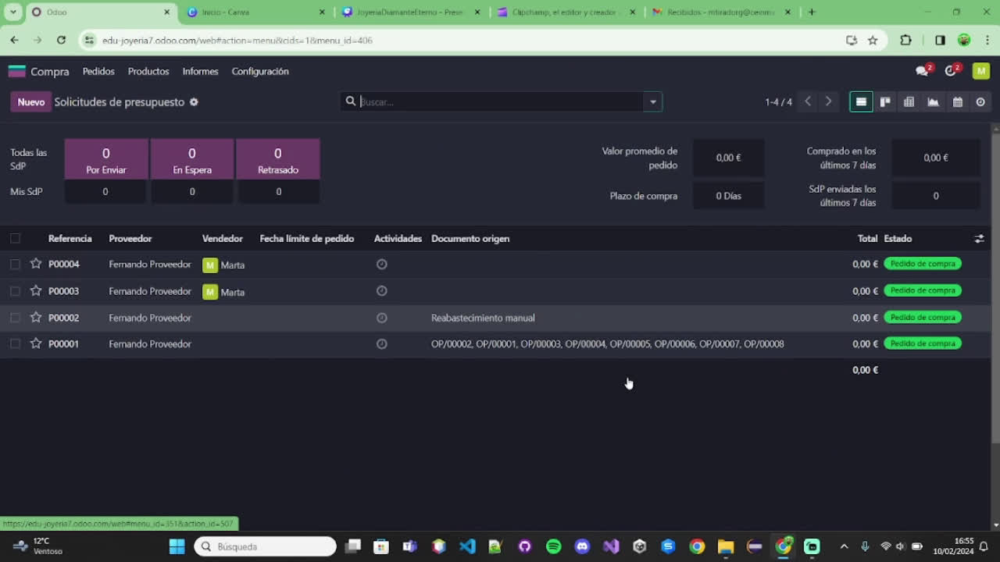 Odoo
Inicio - Canva
JoyeriaDiamanteEterno - Prese
Clipchamp, el editor y creador
Recibidos - mtiradorg@ceinm
edu-joyeria7.odoo.com/web#action=menu&cids=1&menu_id=406
Compra Pedidos Productos Informes Configuración
2 2 M
Nuevo Solicitudes de presupuesto
Buscar...
1-4 / 4
Todas las SdP
0 Por Enviar
0 En Espera
0 Retrasado
Mis SdP 0 0 0
Valor promedio de pedido 0,00 €
Comprado en los últimos 7 días 0,00 €
Plazo de compra 0 Días
SdP enviadas los últimos 7 días 0
Referencia Proveedor Vendedor Fecha límite de pedido Actividades Documento origen Total Estado
P00004 Fernando Proveedor M Marta 0,00 € Pedido de compra
P00003 Fernando Proveedor M Marta 0,00 € Pedido de compra
P00002 Fernando Proveedor Reabastecimiento manual 0,00 € Pedido de compra
P00001 Fernando Proveedor OP/00002, OP/00001, OP/00003, OP/00004, OP/00005, OP/00006, OP/00007, OP/00008 0,00 € Pedido de compra
0,00 €
https://edu-joyeria7.odoo.com/web#menu_id=351&action_id=507
12°C
Ventoso
Búsqueda
16:55
10/02/2024